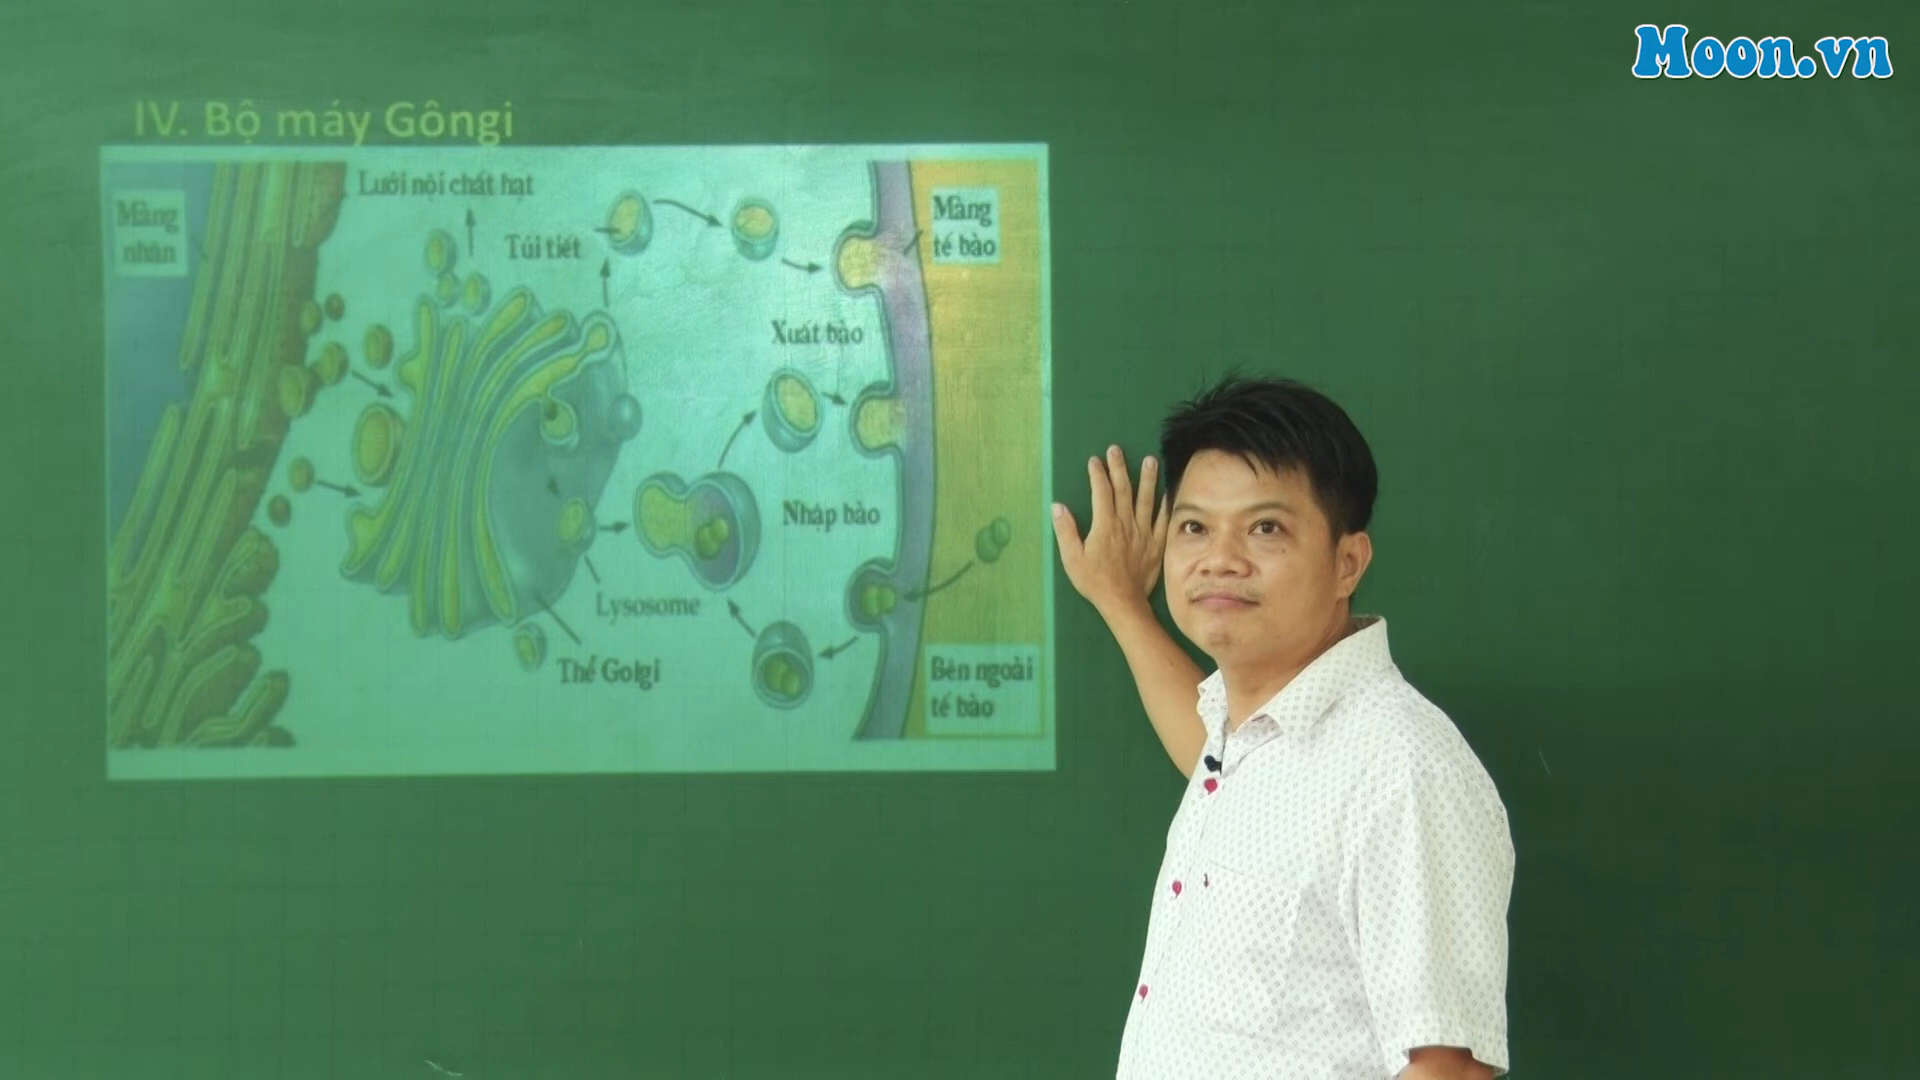 Moon.vn
IV. Bộ máy Gôngi
Lưới nội chất hạt
Màng
nhân
Túi tiết
Màng
tế bào
Xuất bào
Nhập bào
Lysosome
Thể Golgi
Bên ngoài
tế bào